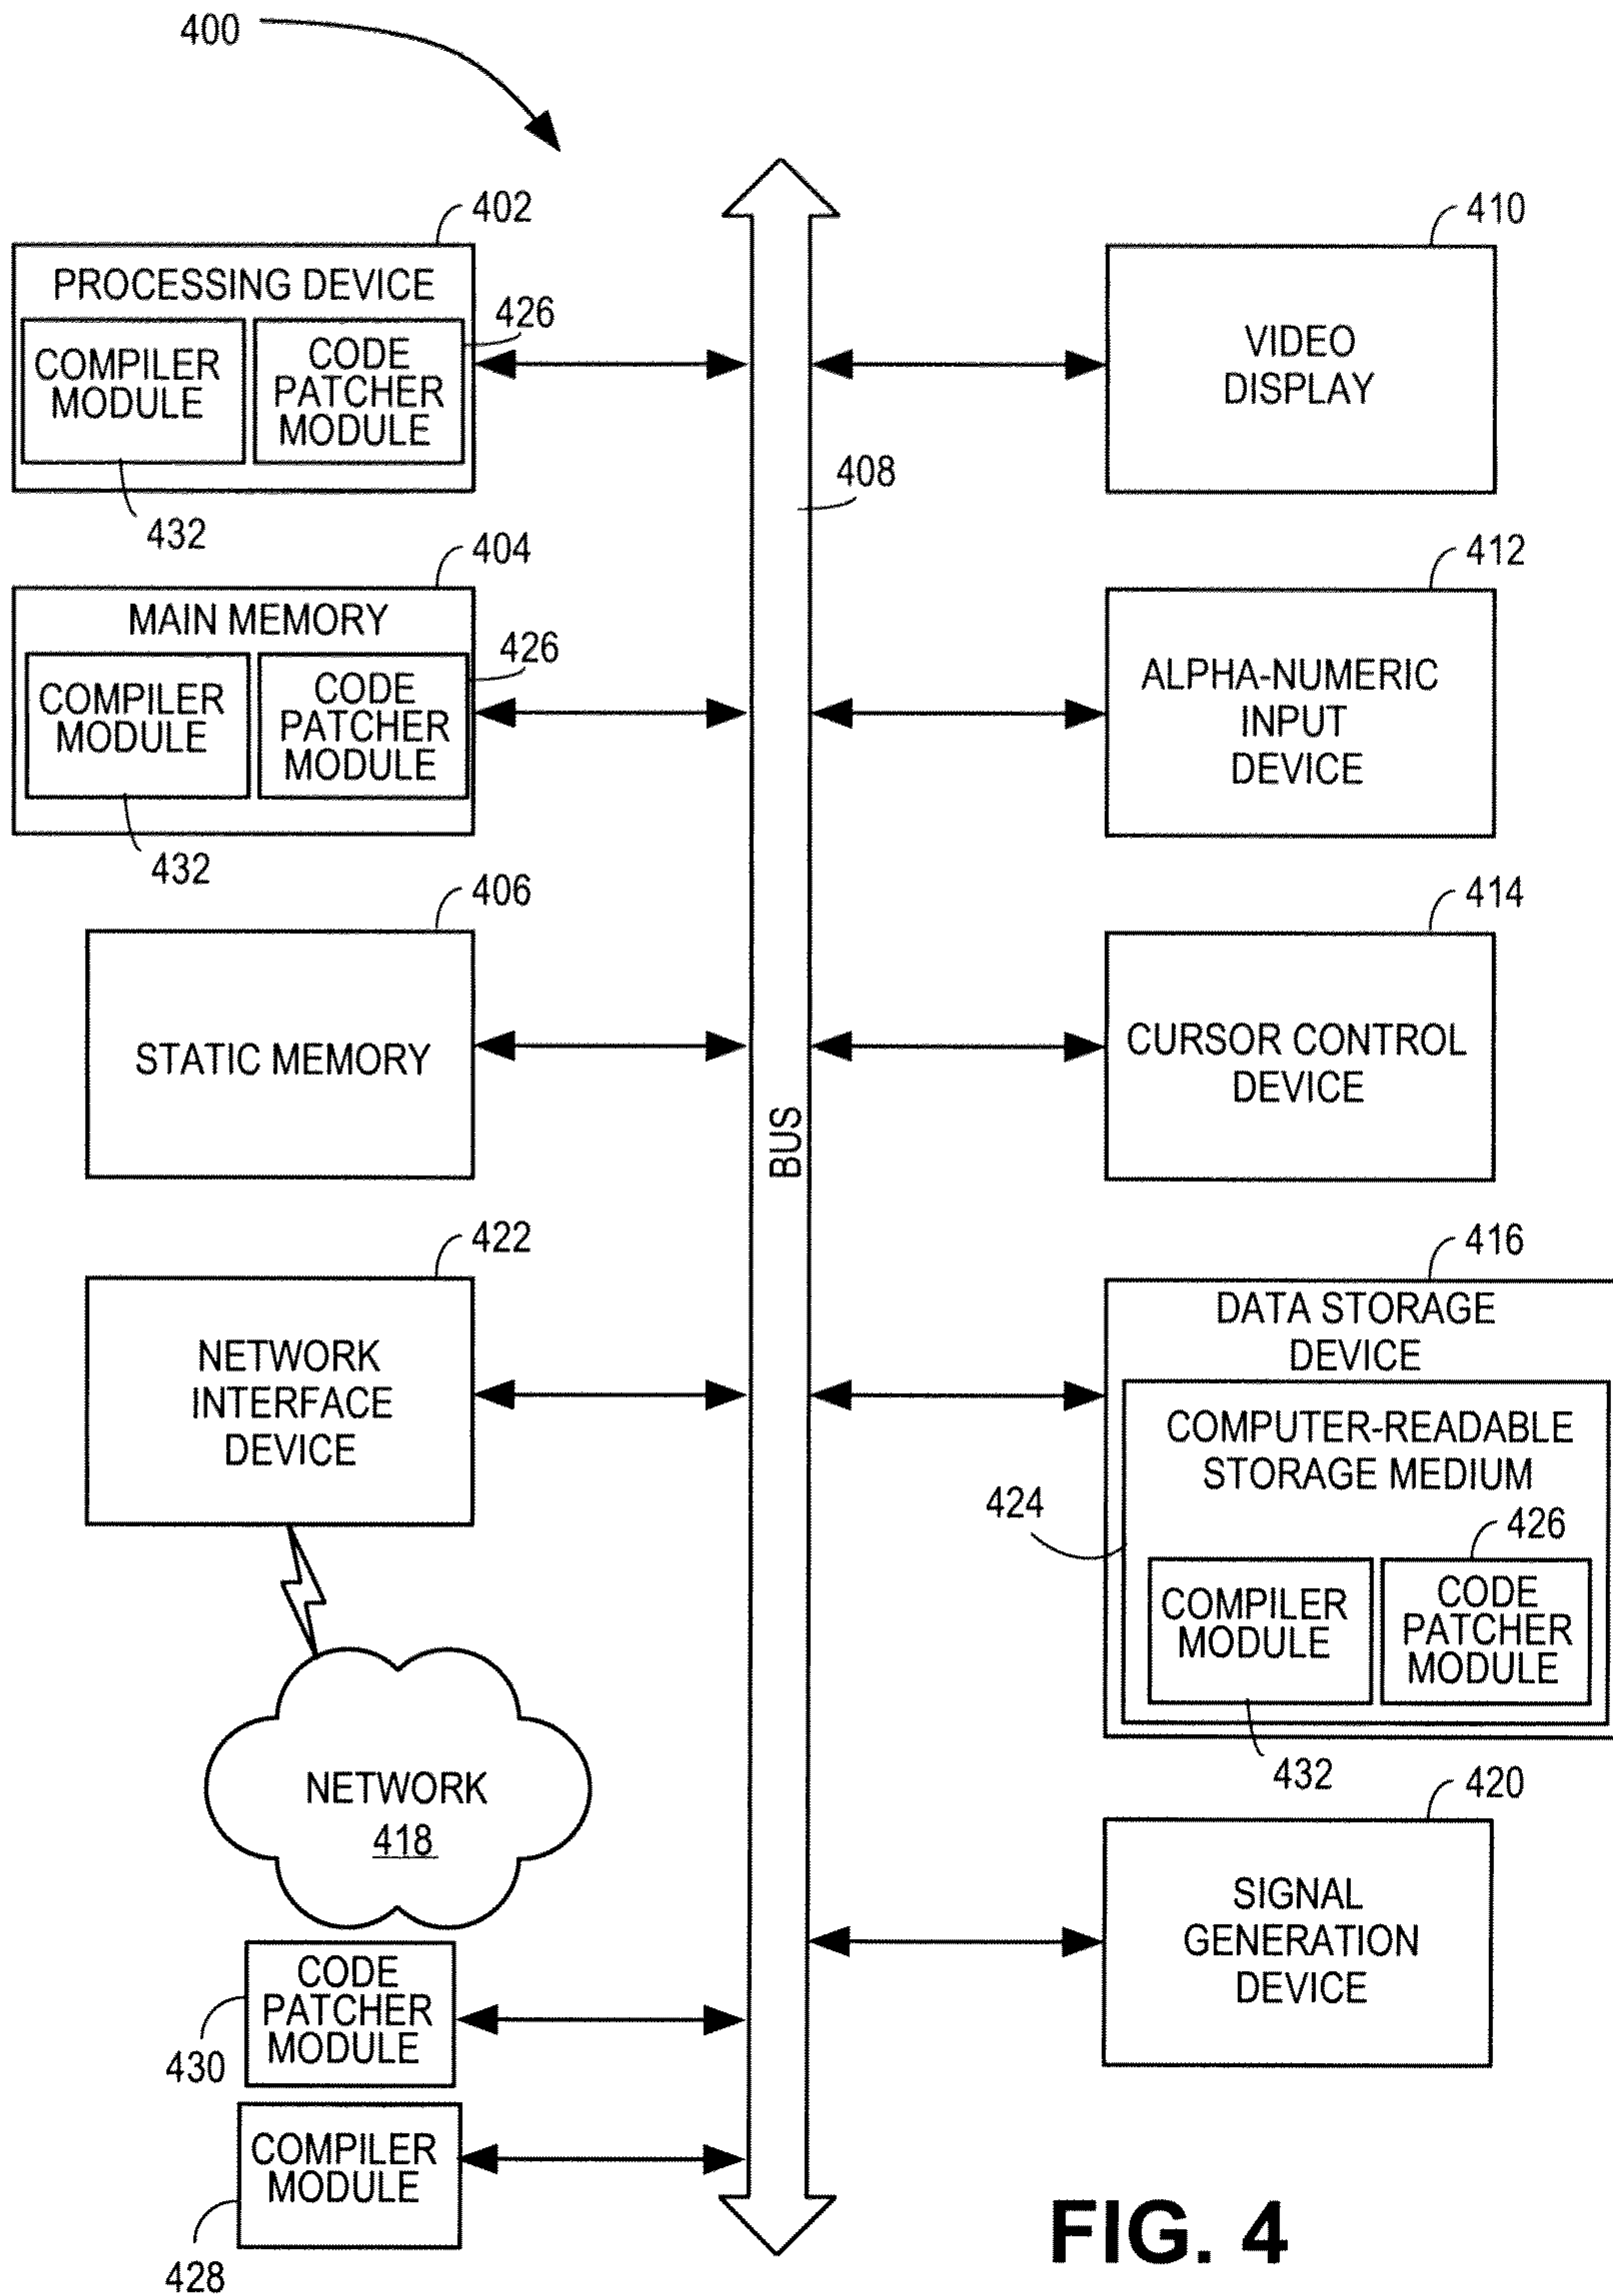 400
402
PROCESSING DEVICE
426
COMPILER
MODULE
CODE
PATCHER
MODULE
432
404
MAIN MEMORY
426
COMPILER
MODULE
CODE
PATCHER
MODULE
432
406
STATIC MEMORY
422
NETWORK
INTERFACE
DEVICE
NETWORK
418
CODE
PATCHER
MODULE
430
COMPILER
MODULE
428
408
BUS
410
VIDEO
DISPLAY
412
ALPHA-NUMERIC
INPUT
DEVICE
414
CURSOR CONTROL
DEVICE
416
DATA STORAGE
DEVICE
COMPUTER-READABLE
STORAGE MEDIUM
424
426
COMPILER
MODULE
CODE
PATCHER
MODULE
432
420
SIGNAL
GENERATION
DEVICE
FIG. 4